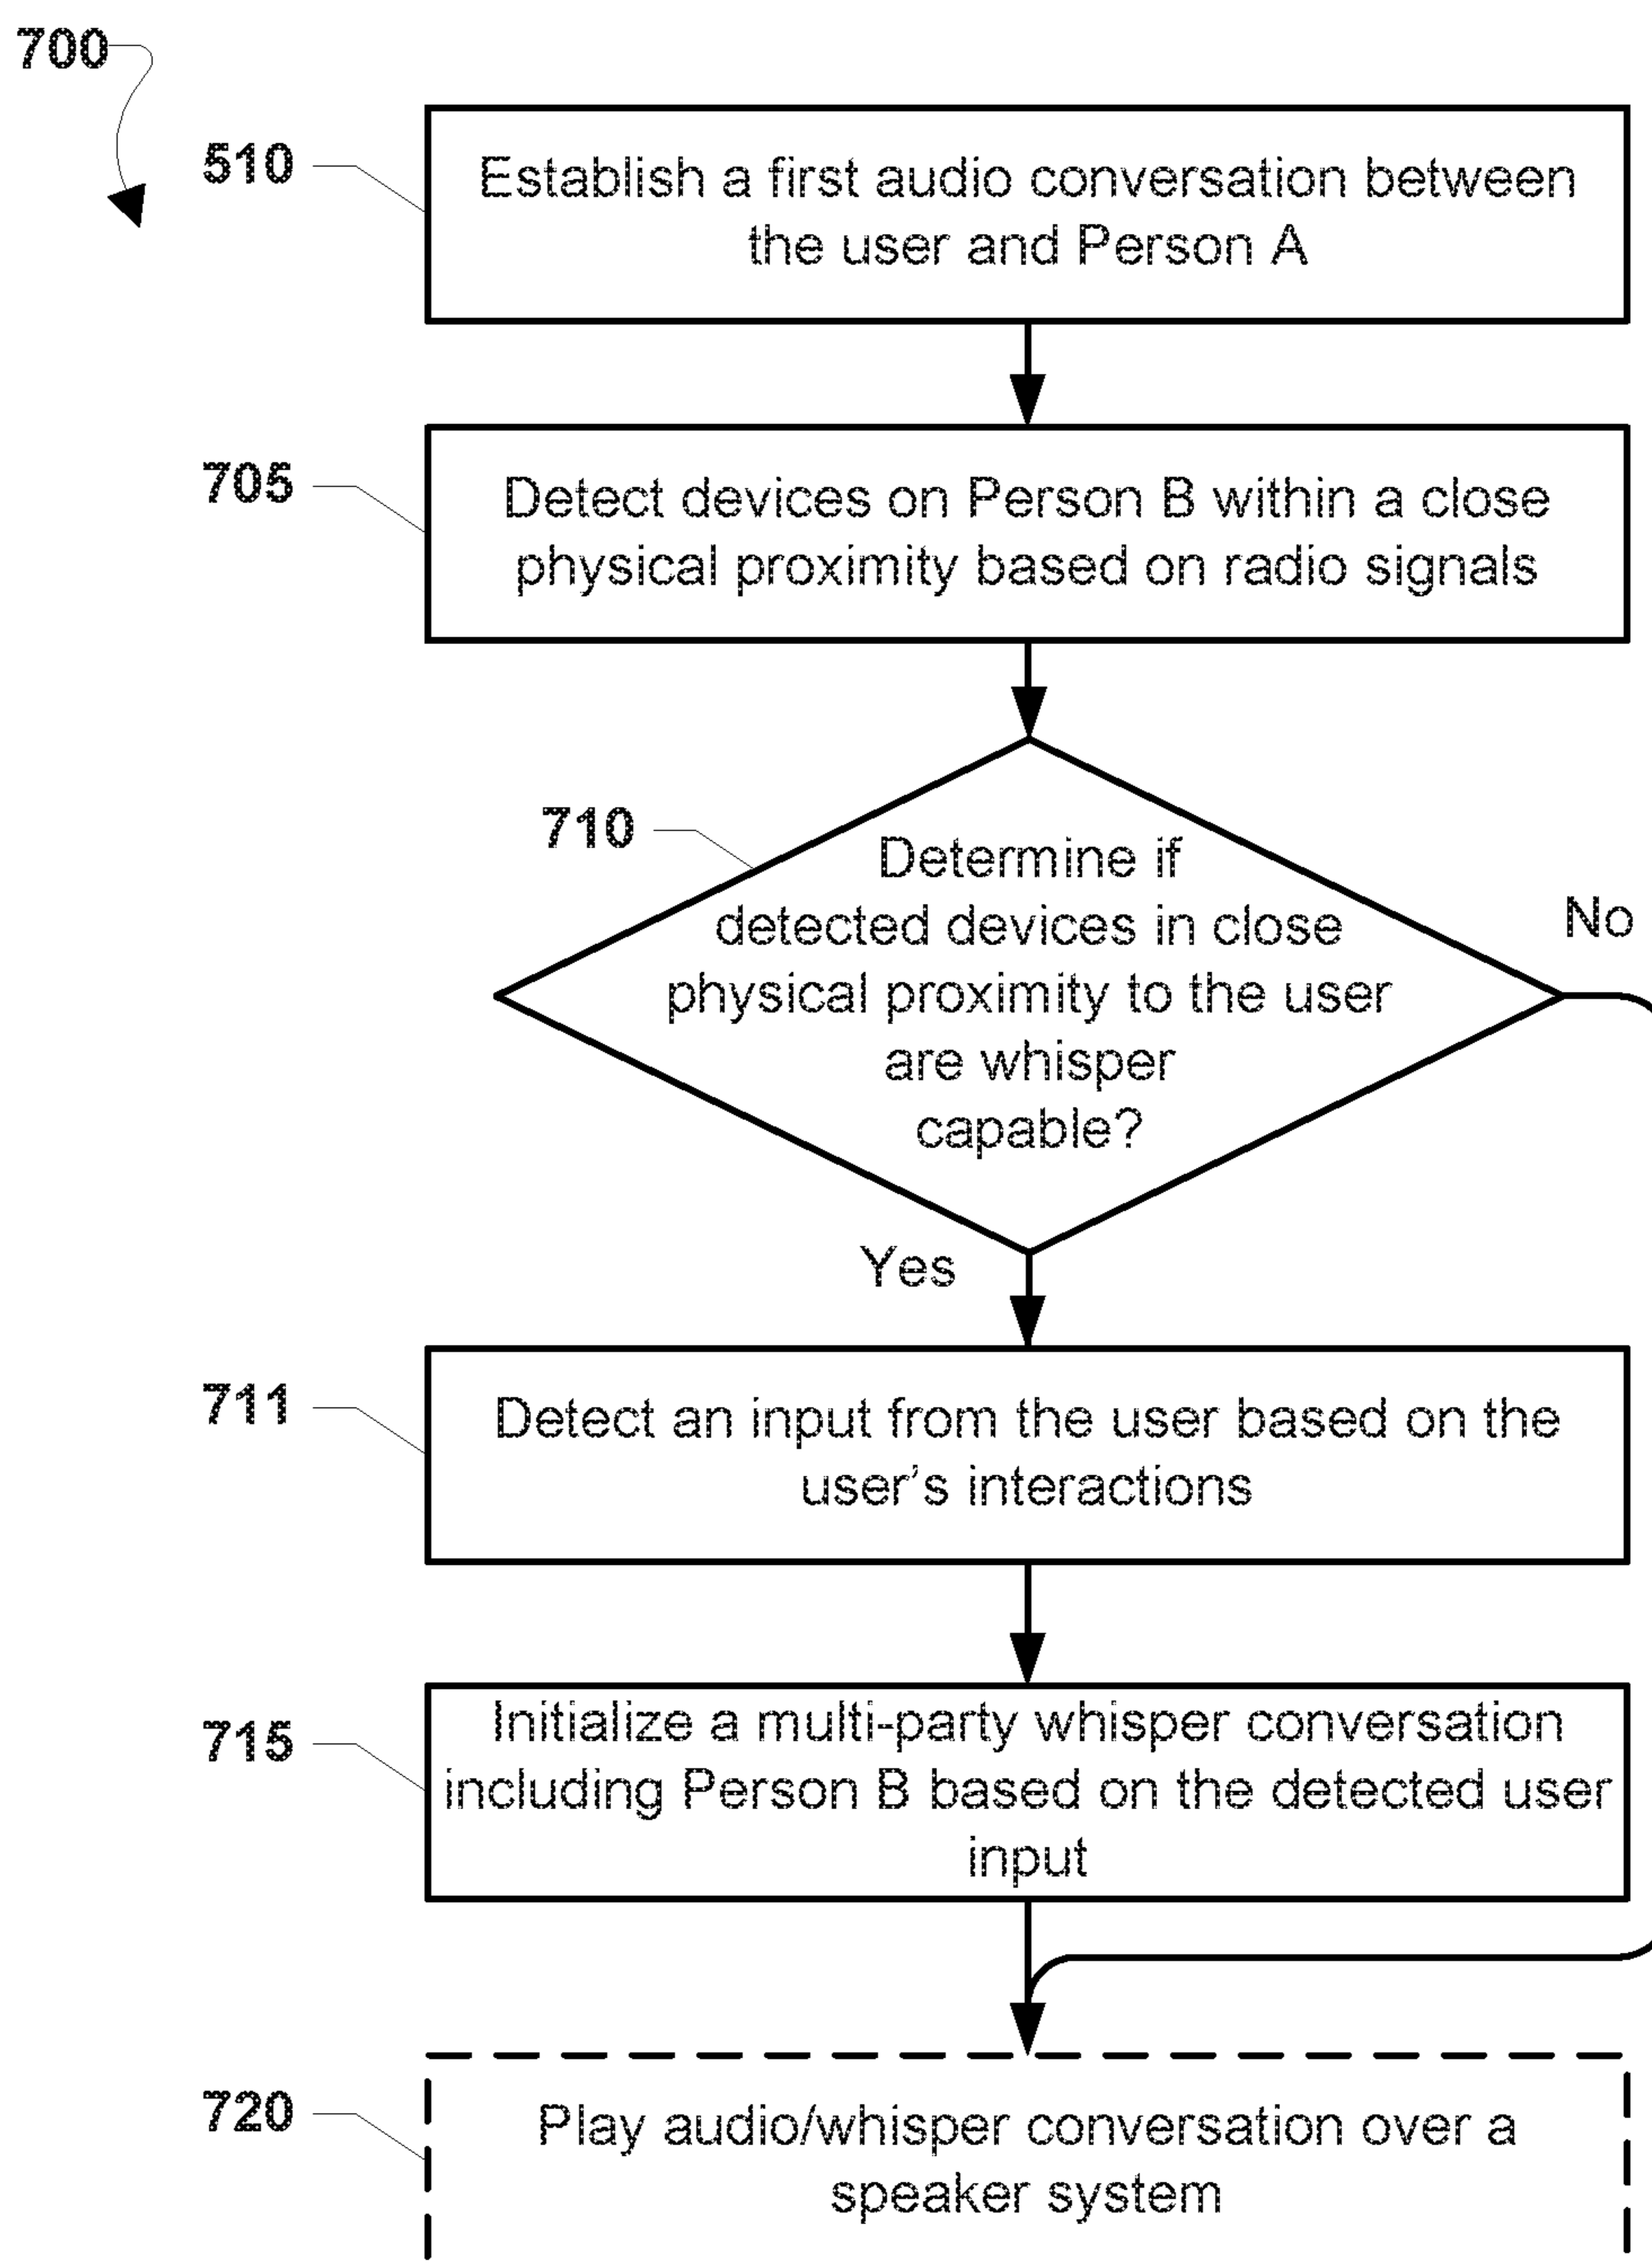 700
510
Establish a first audio conversation between
the user and Person A
705
Detect devices on Person B within a close
physical proximity based on radio signals
710
Determine if
detected devices in close
physical proximity to the user
are whisper
capable?
No
Yes
711
Detect an input from the user based on the
user's interactions
715
Initialize a multi-party whisper conversation
including Person B based on the detected user
input
720
Play audio/whisper conversation over a
speaker system